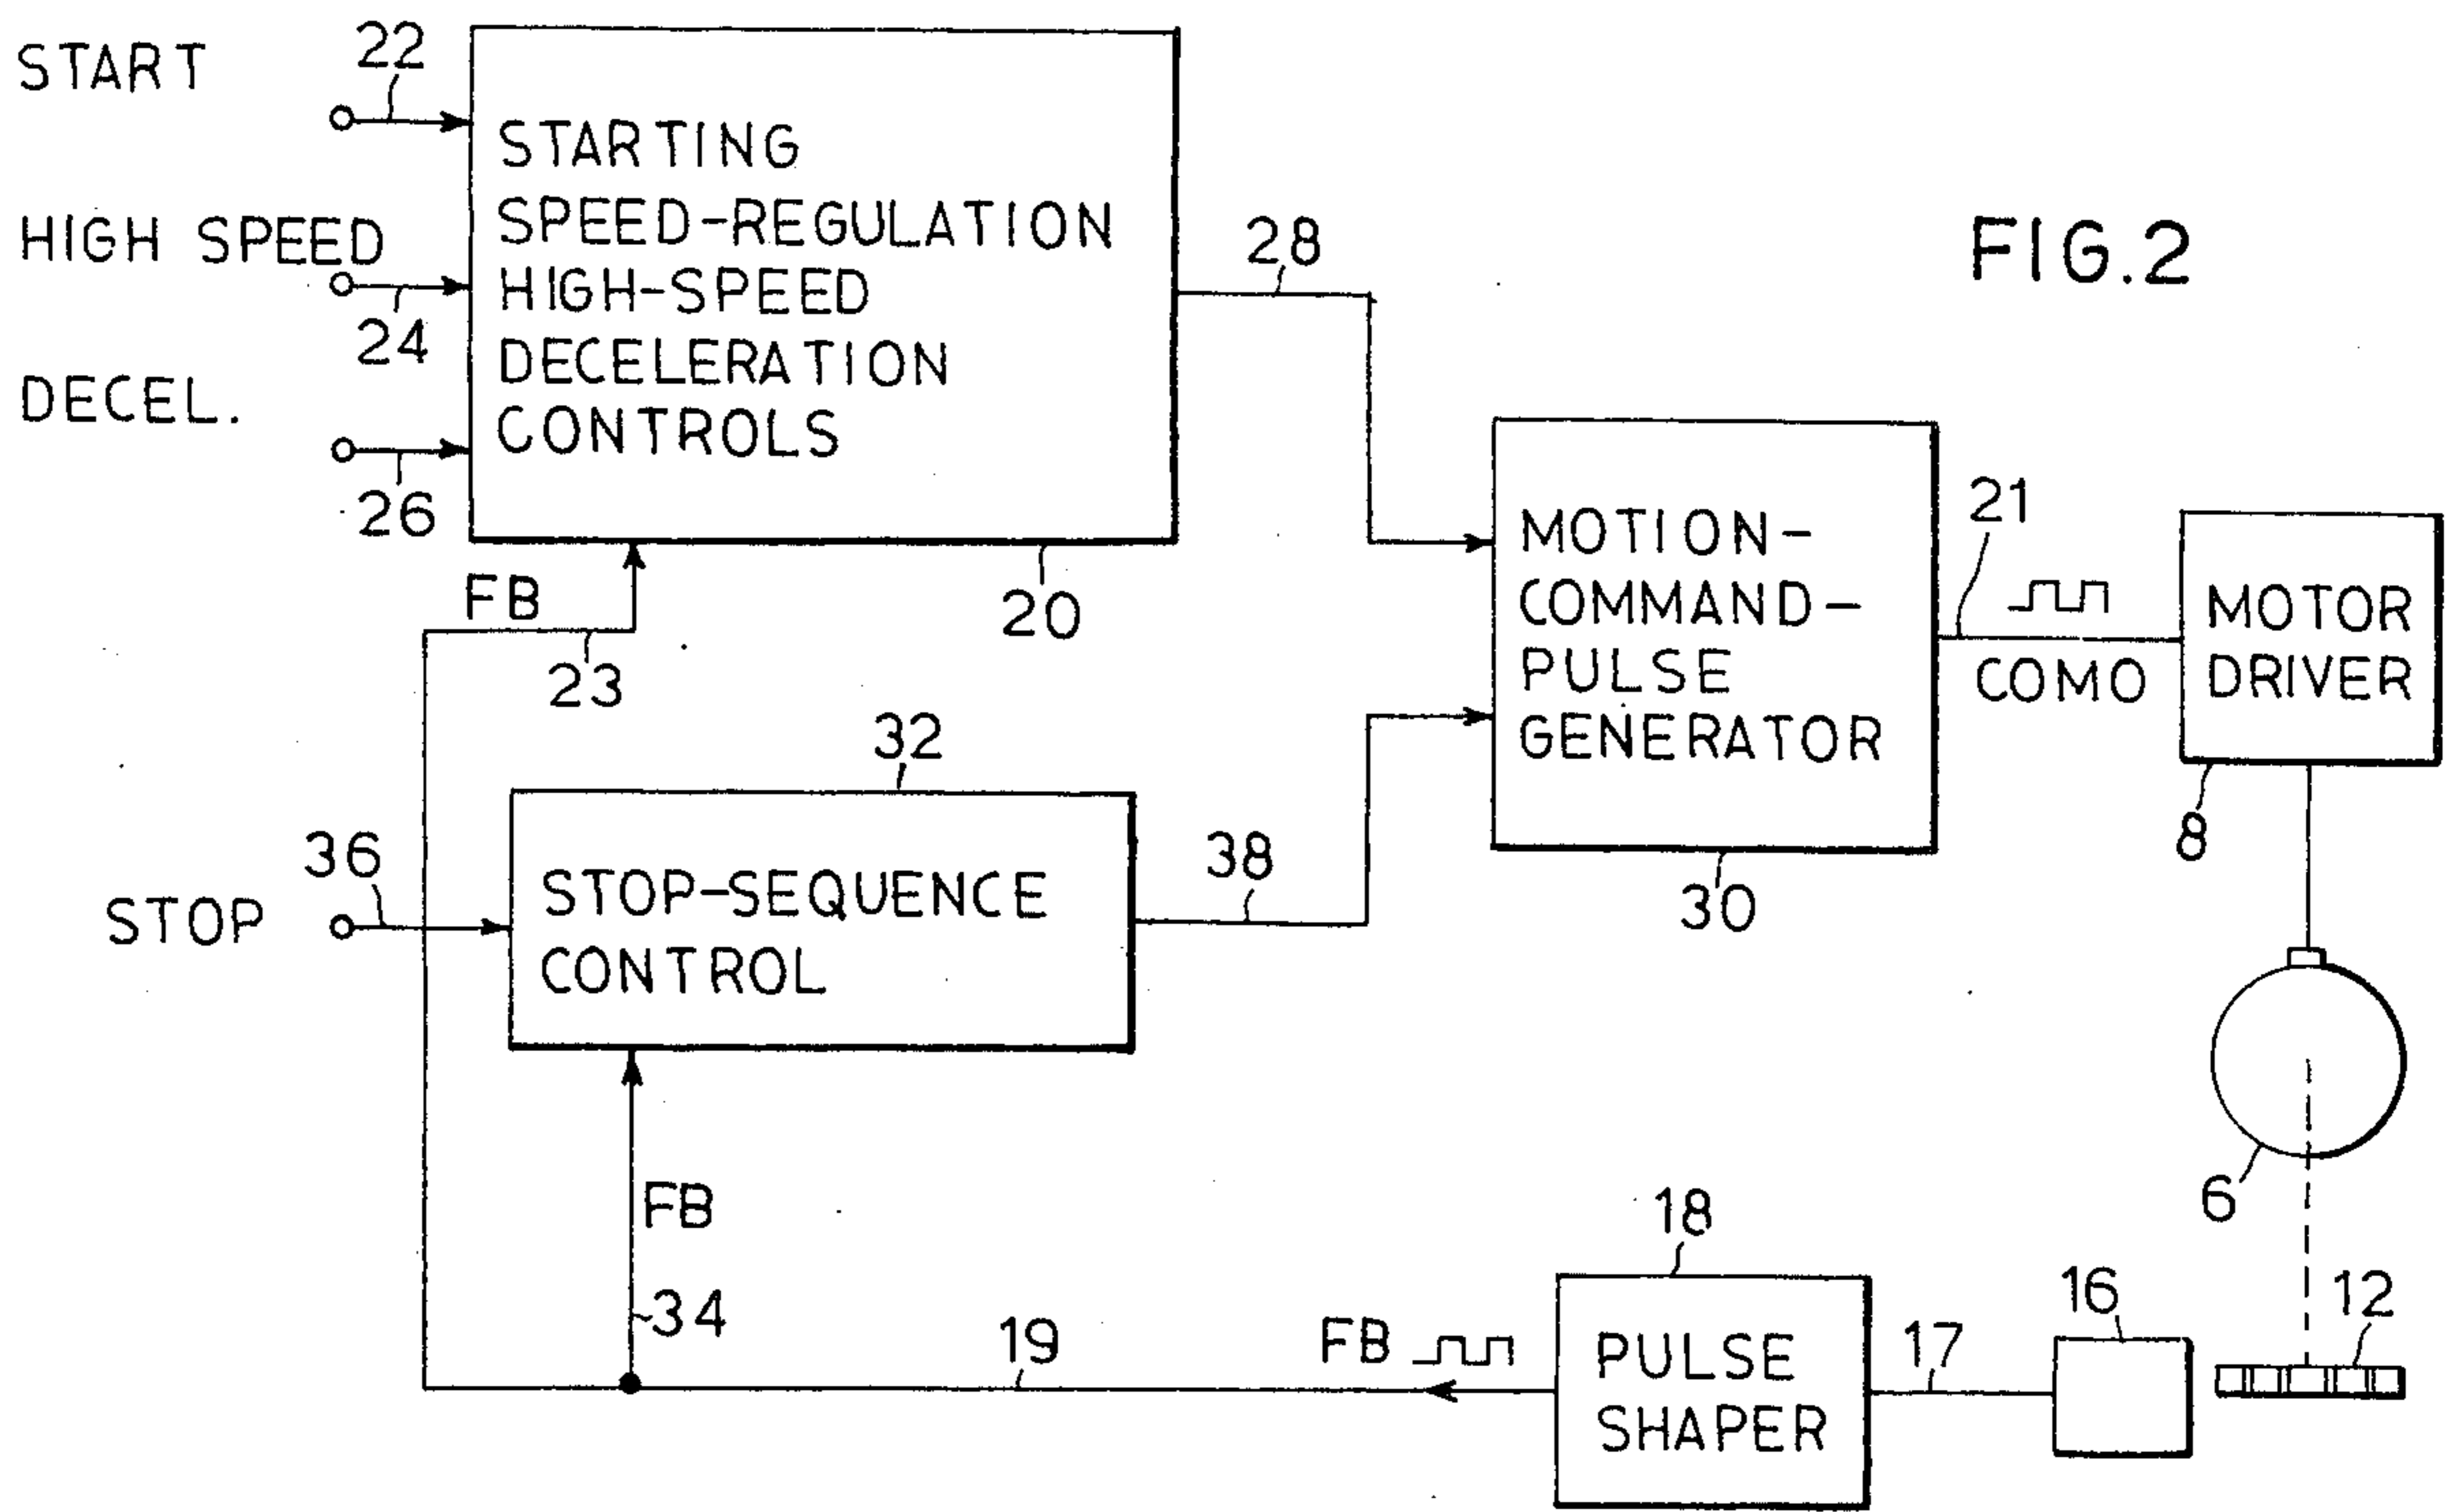 START
22
HIGH SPEED
24
DECEL.
26
STARTING
SPEED-REGULATION
HIGH-SPEED
DECELERATION
CONTROLS
20
FB
23
28
FIG.2
MOTION-
COMMAND-
PULSE
GENERATOR
30
21
COMO
MOTOR
DRIVER
8
32
STOP
36
STOP-SEQUENCE
CONTROL
38
FB
34
19
FB
18
PULSE
SHAPER
17
16
12
6